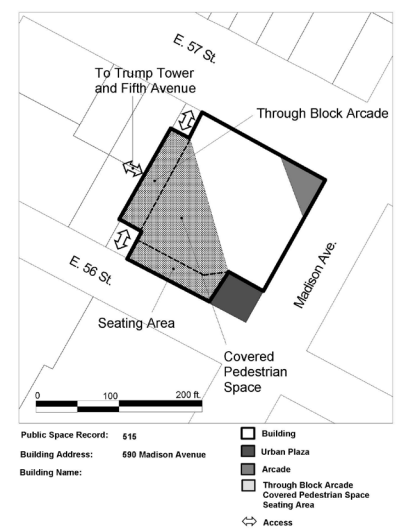 E. 57 St.
To Trump Tower
and Fifth Avenue
Through Block Arcade
E. 56 St.
Madison Ave.
Seating Area
Covered
Pedestrian
Space
0 100 200 ft.
Public Space Record: 515
Building Address: 590 Madison Avenue
Building Name:
Building
Urban Plaza
Arcade
Through Block Arcade
Covered Pedestrian Space
Seating Area
Access